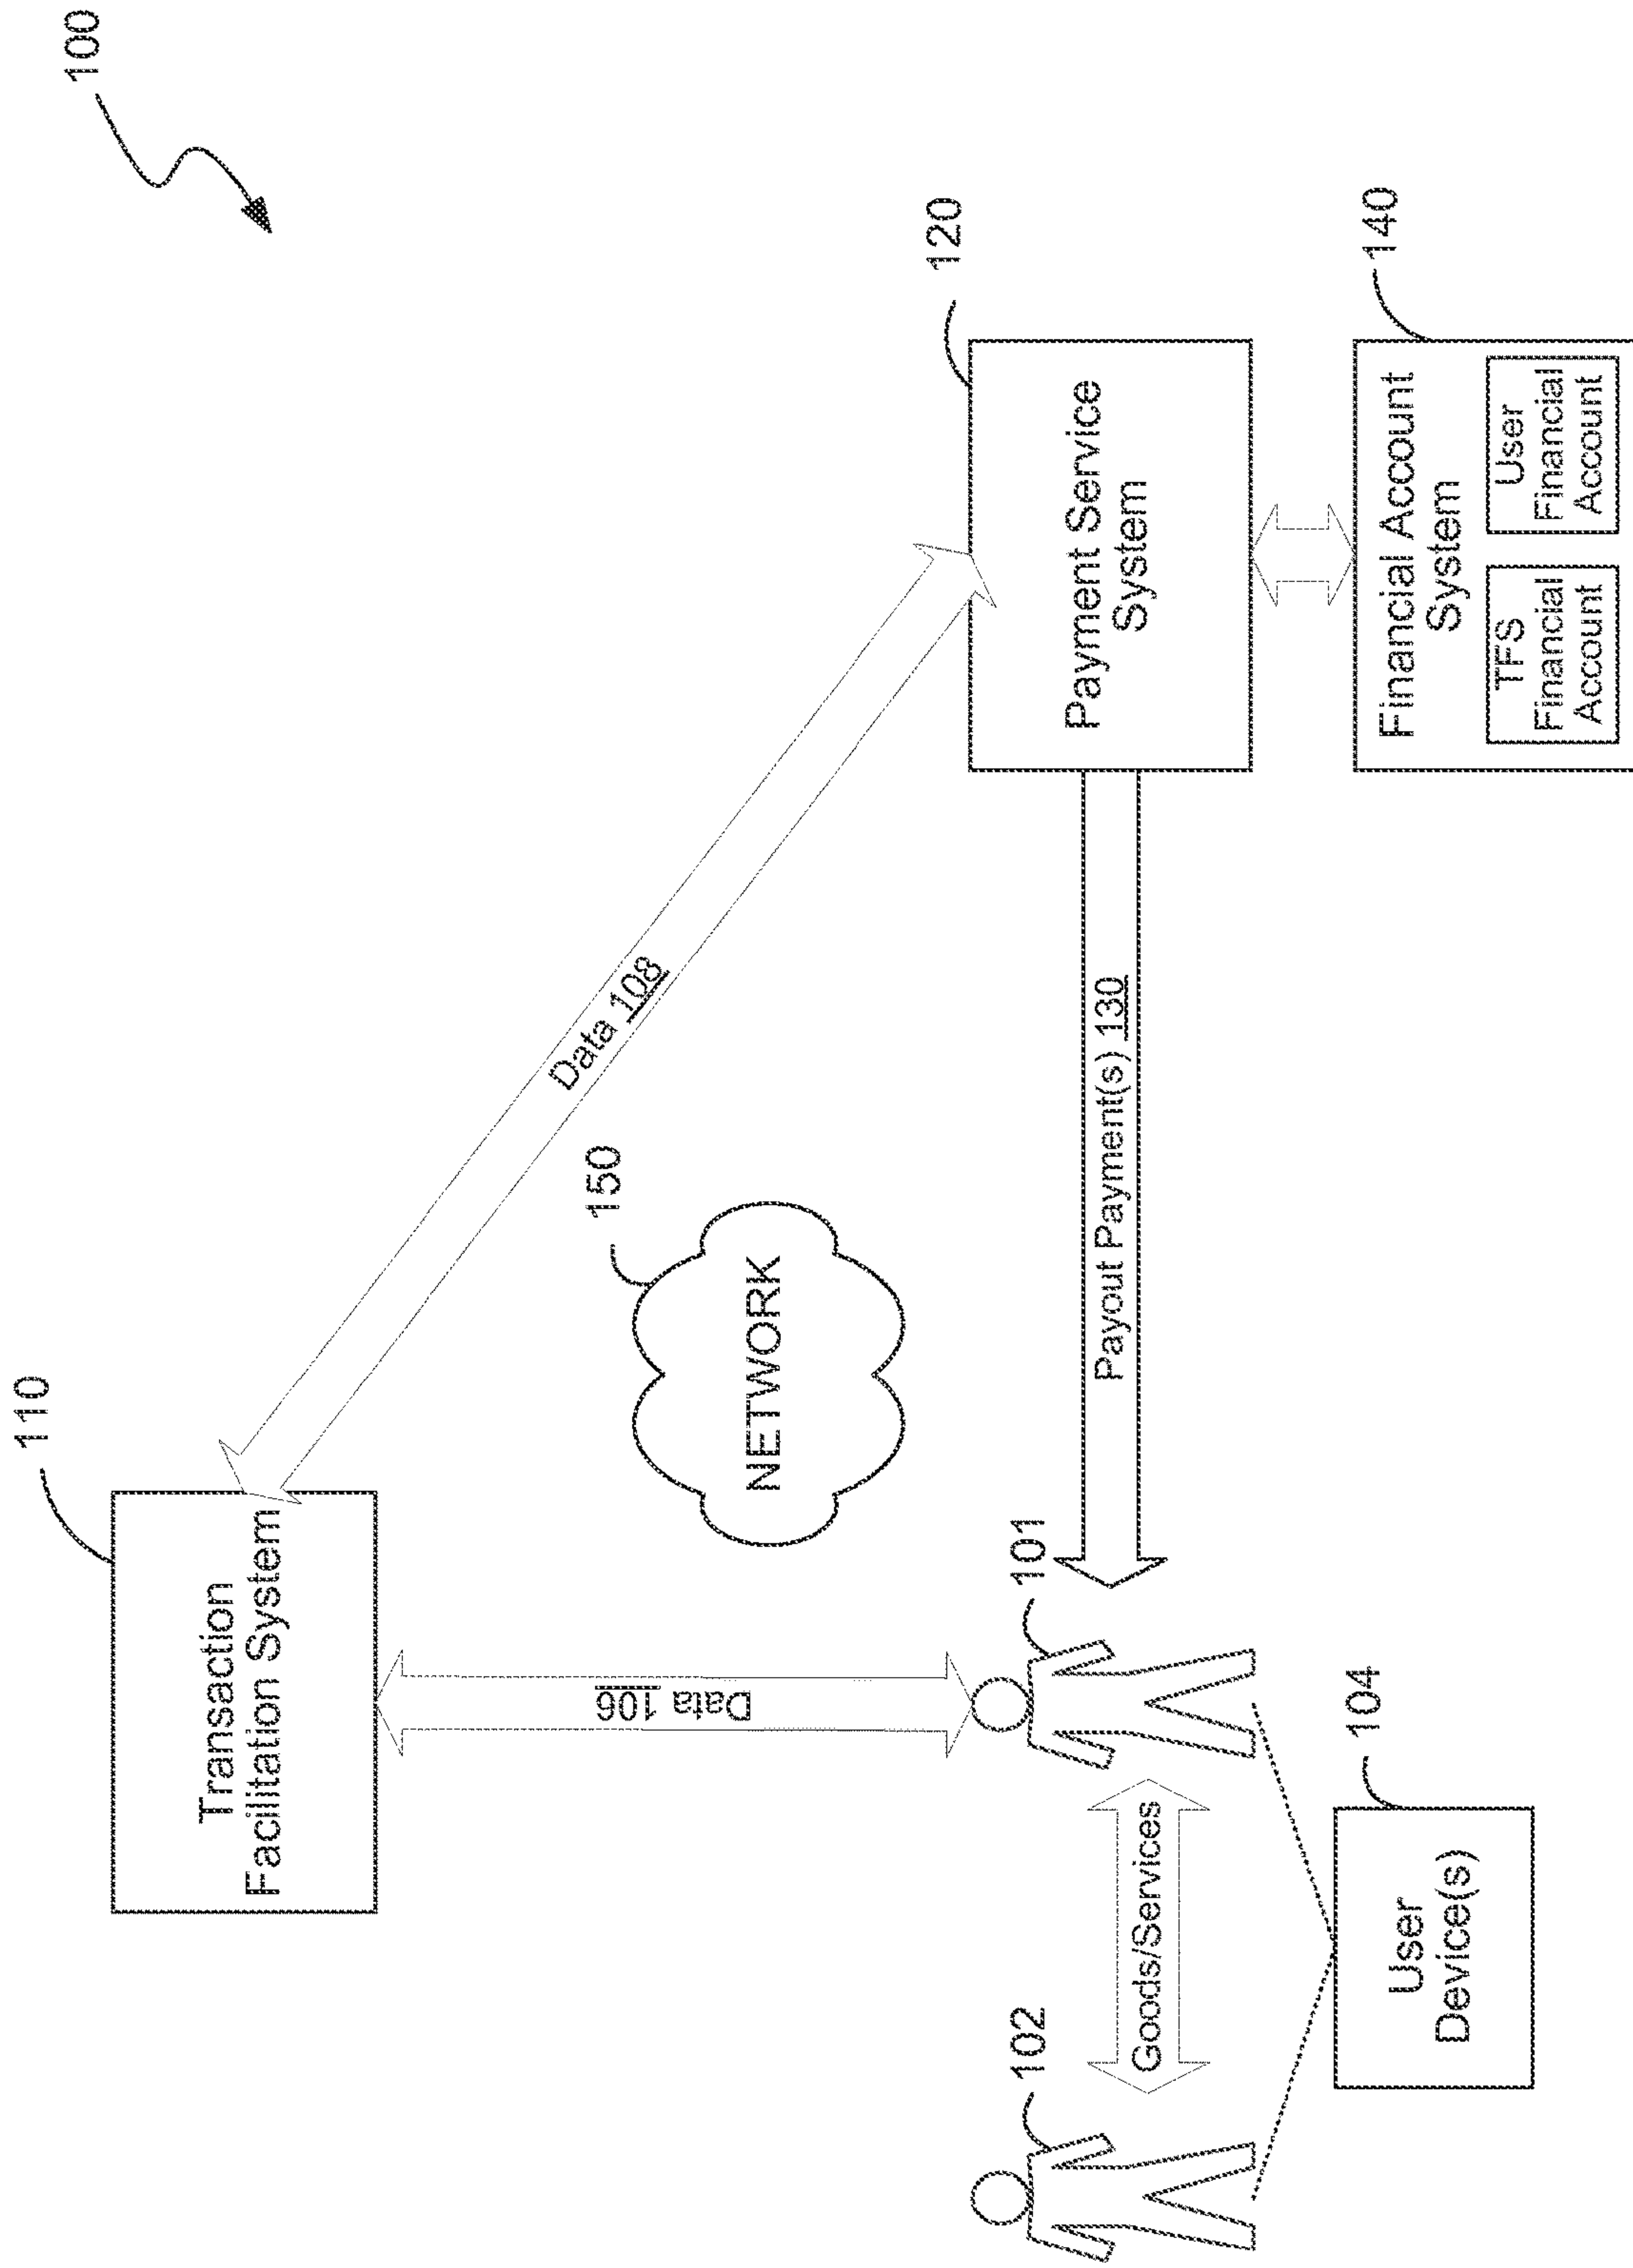 100
110
Transaction
Facilitation System
Data 108
150
NETWORK
120
Payment Service
System
Data 106
102
101
Goods/Services
Payout Payment(s) 130
104
User
Device(s)
140
Financial Account
System
TFS
Financial
Account
User
Financial
Account